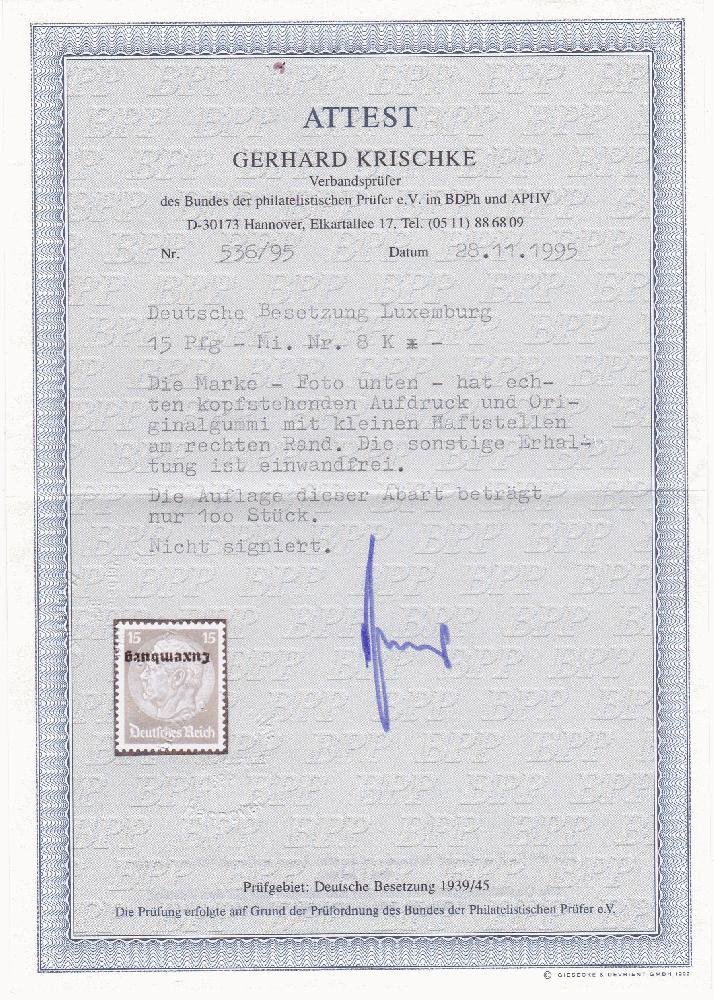 ATTEST
GERHARD KRISCHKE
Verbandsprüfer
des Bundes der philatelistischen Prüfer e.V. im BDPh und APHV
D-30173 Hannover, Elkartallee 17, Tel. (05 11) 88 68 09
Nr. 536/95 Datum 28.11.1995
Deutsche Besetzung Luxemburg
15 Pfg - Mi. Nr. 8 K * -
Die Marke - Foto unten - hat ech-
ten kopfstehenden Aufdruck und Ori-
ginalgummi mit kleinen Haftstellen
am rechten Rand. Die sonstige Erhal-
tung ist einwandfrei.
Die Auflage dieser Abart beträgt
nur 100 Stück.
Nicht signiert.
15 15
Luxemburg
Deutsches Reich
Prüfgebiet: Deutsche Besetzung 1939/45
Die Prüfung erfolgte auf Grund der Prüfordnung des Bundes der Philatelistischen Prüfer e.V.
© GIESECKE & DEVRIENT GMBH 1992